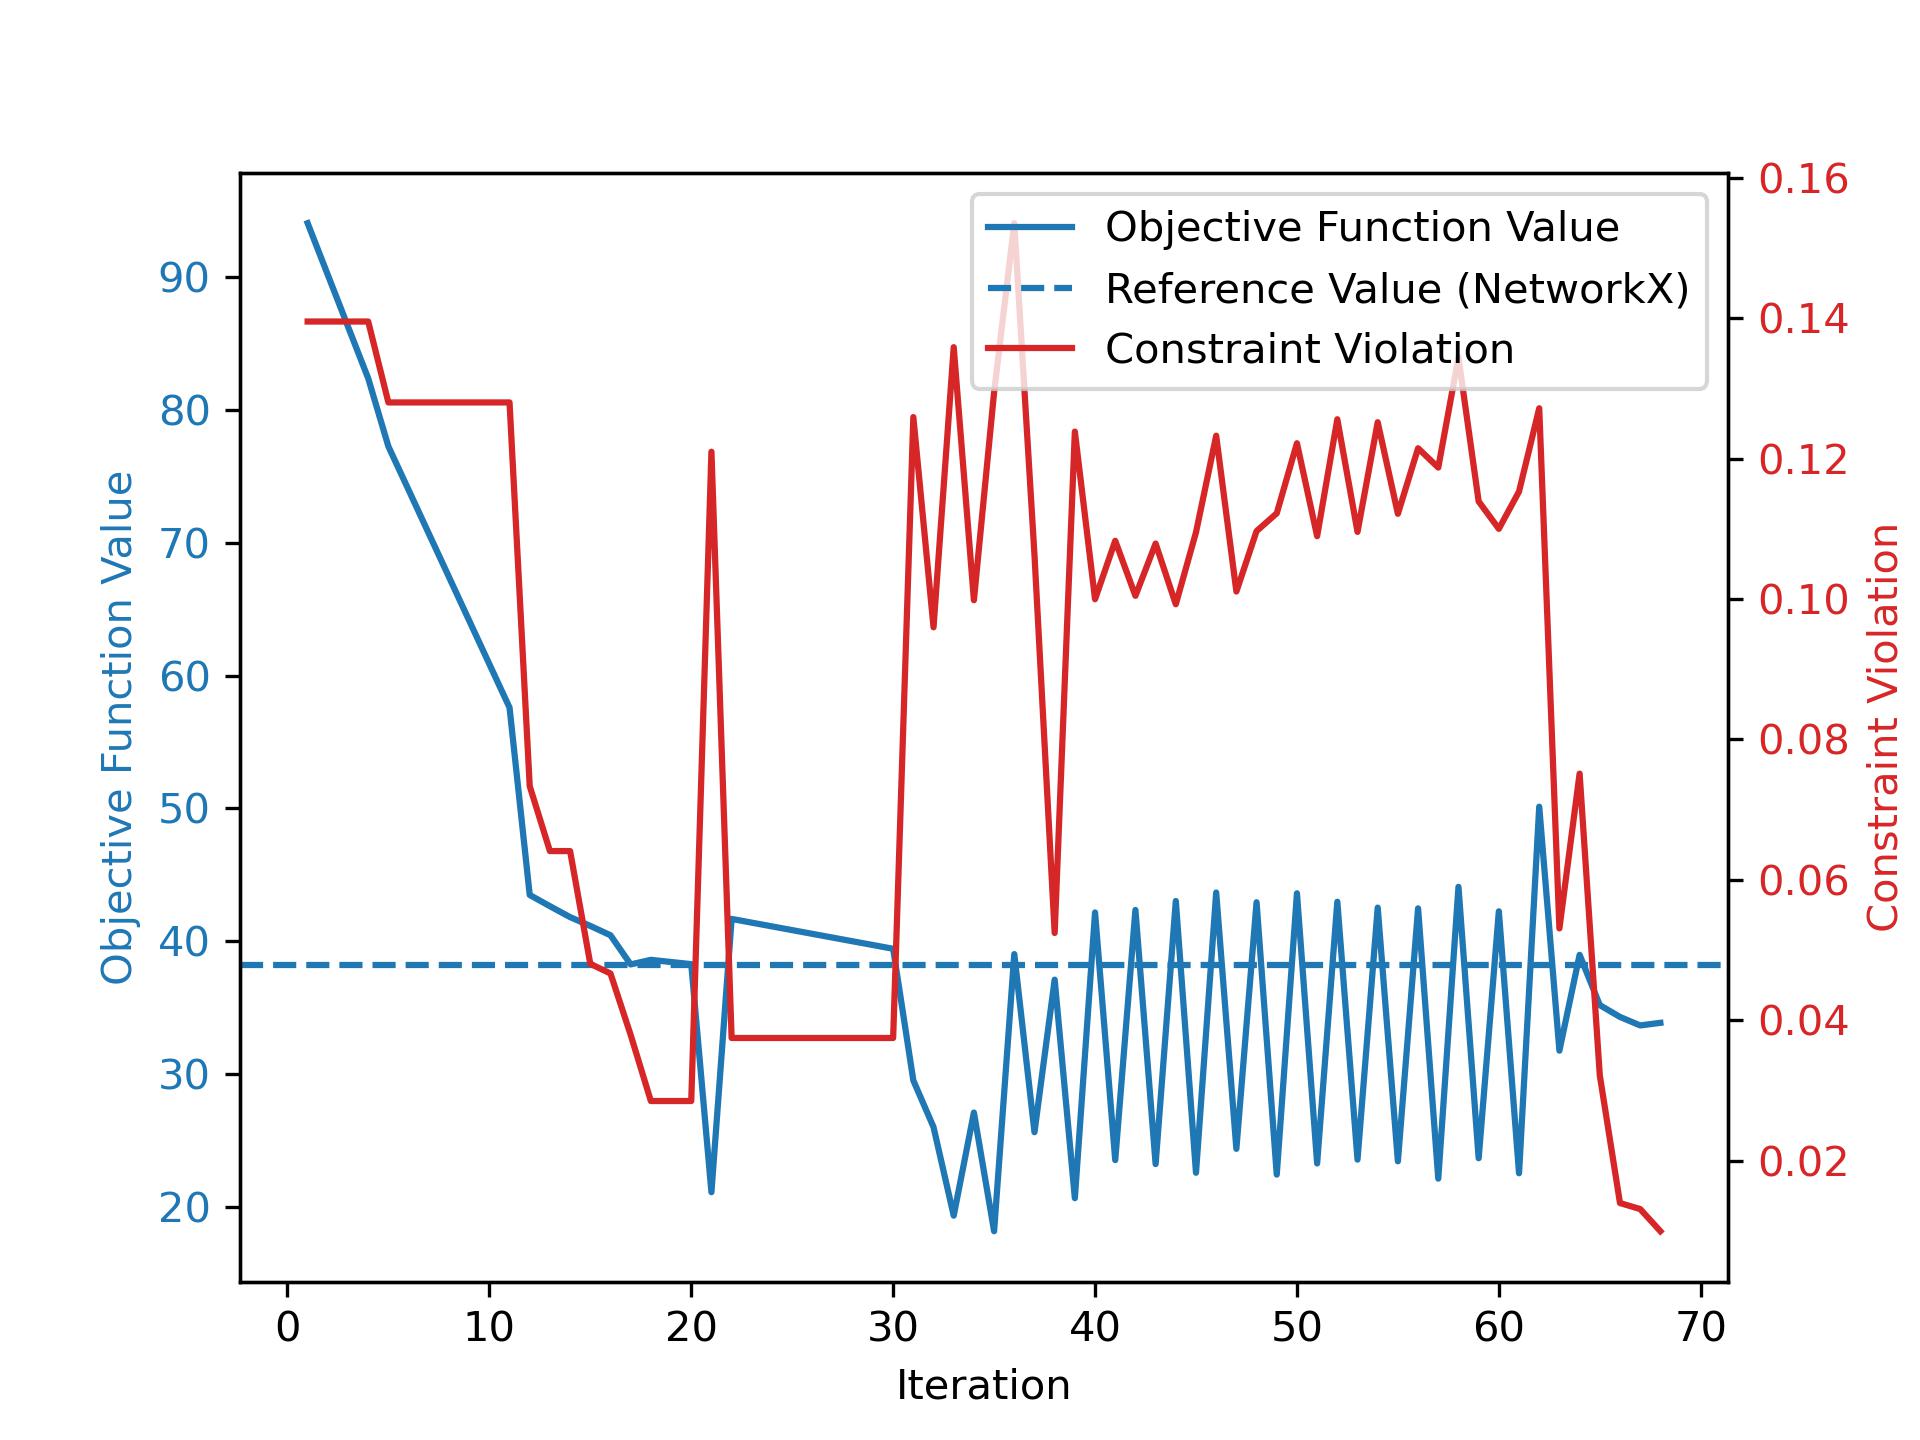 Objective Function Value
Reference Value (NetworkX)
Constraint Violation
90
80
70
60
50
40
30
20
Objective Function Value
0.16
0.14
0.12
0.10
0.08
0.06
0.04
0.02
Constraint Violation
0 10 20 30 40 50 60 70
Iteration